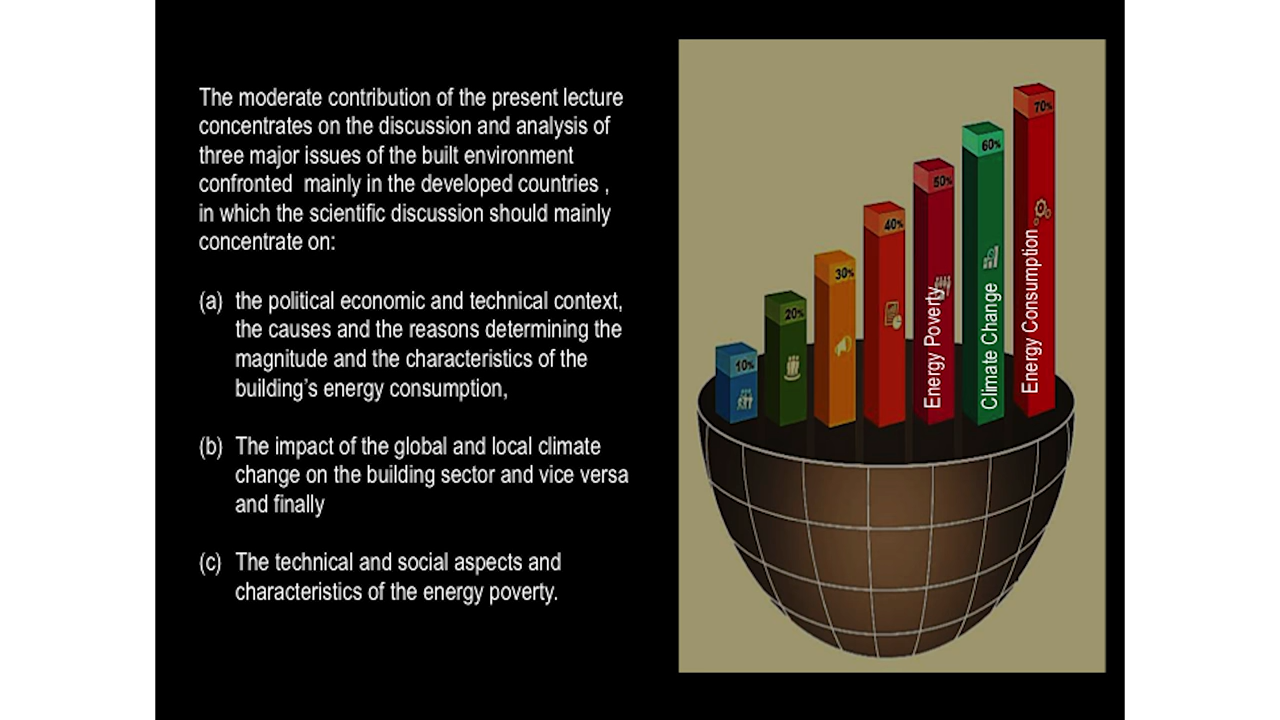 The moderate contribution of the present lecture
concentrates on the discussion and analysis of
three major issues of the built environment
confronted  mainly in the developed countries ,
in which the scientific discussion should mainly
concentrate on:
(a) the political economic and technical context,
the causes and the reasons determining the
magnitude and the characteristics of the
building’s energy consumption,
(b) The impact of the global and local climate
change on the building sector and vice versa
and finally
(c) The technical and social aspects and
characteristics of the energy poverty.
10%
20%
30%
40%
50%
60%
70%
Energy Poverty
Climate Change
Energy Consumption